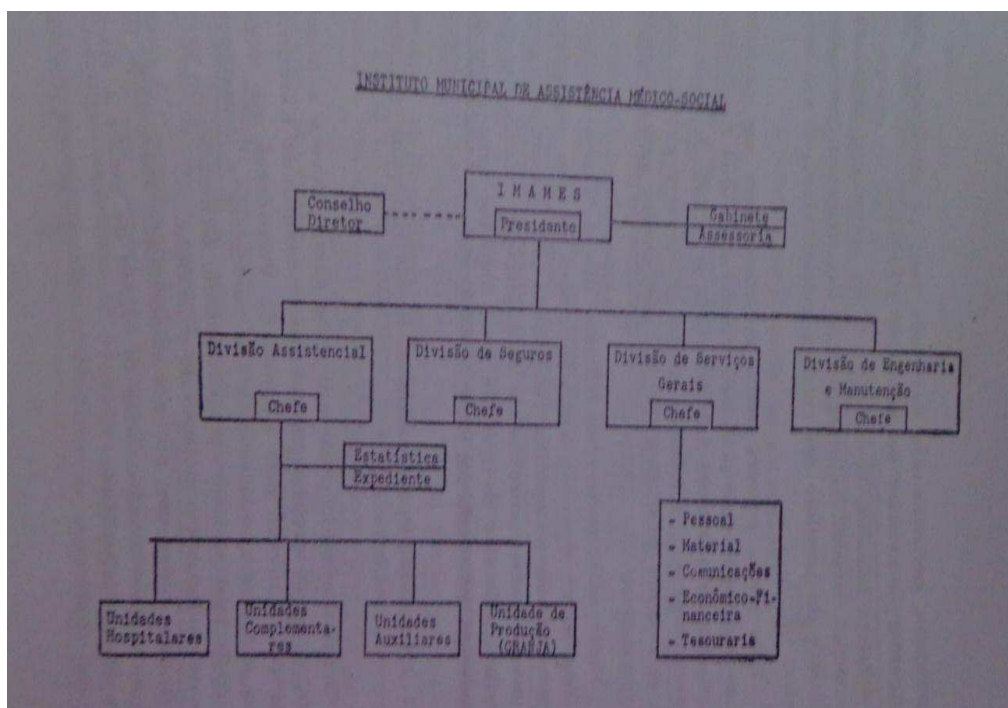 INSTITUTO MUNICIPAL DE ASSISTÊNCIA MÉDICO-SOCIAL
I M A M E S
Presidente
Conselho
Diretor
Gabinete
Assessoria
Divisão Assistencial
Chefe
Divisão de Seguros
Chefe
Divisão de Serviços
Gerais
Chefe
Divisão de Engenharia
e Manutenção
Chefe
Estatística
Expediente
Unidades
Hospitalares
Unidades
Complementa-
res
Unidades
Auxiliares
Unidade de
Produção
(GRANJA)
- Pessoal
- Material
- Comunicações
- Econômico-Fi-
nanceira
- Tesouraria